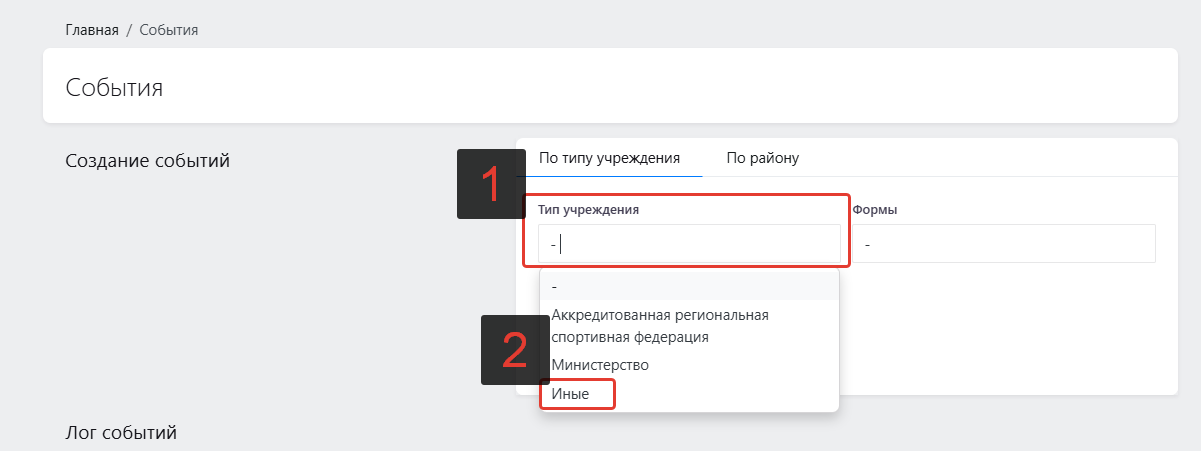 Главная / События
События
Создание событий
1
По типу учреждения По району
Тип учреждения Формы
- -
-
Аккредитованная региональная
спортивная федерация
2
Министерство
Иные
Лог событий